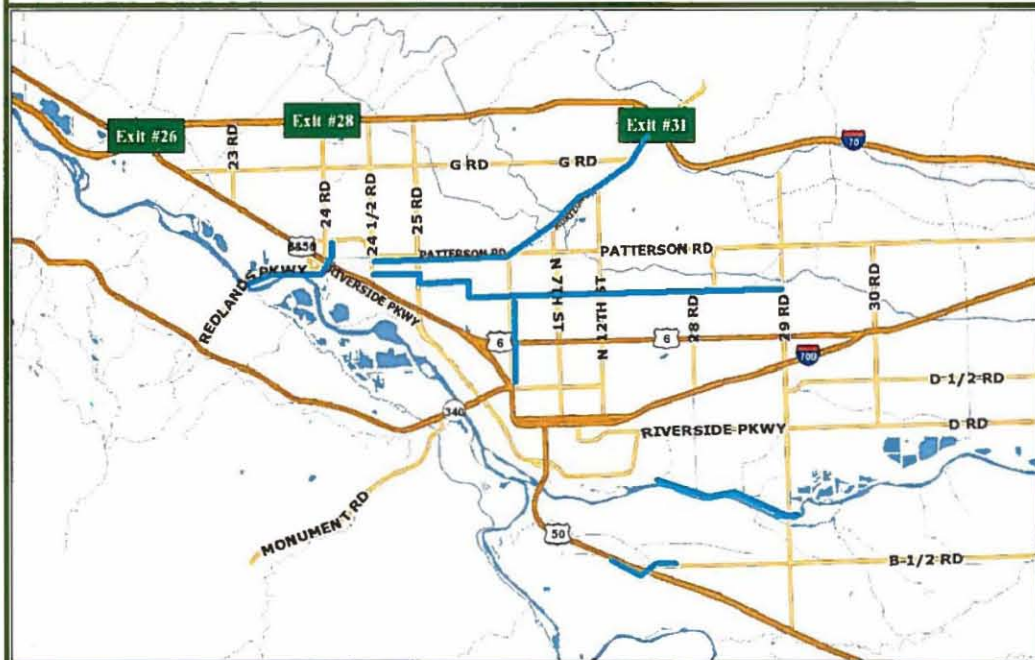 Exit #26
Exit #28
Exit #31
70
23 RD
G RD
G RD
24 RD
24 1/2 RD
25 RD
6&50
PATTERSON RD
PATTERSON RD
REDLANDS PKWY
RIVERSIDE PKWY
N 7TH ST
N 12TH ST
28 RD
29 RD
30 RD
6
6
70B
D 1/2 RD
340
RIVERSIDE PKWY
D RD
MONUMENT RD
50
B-1/2 RD